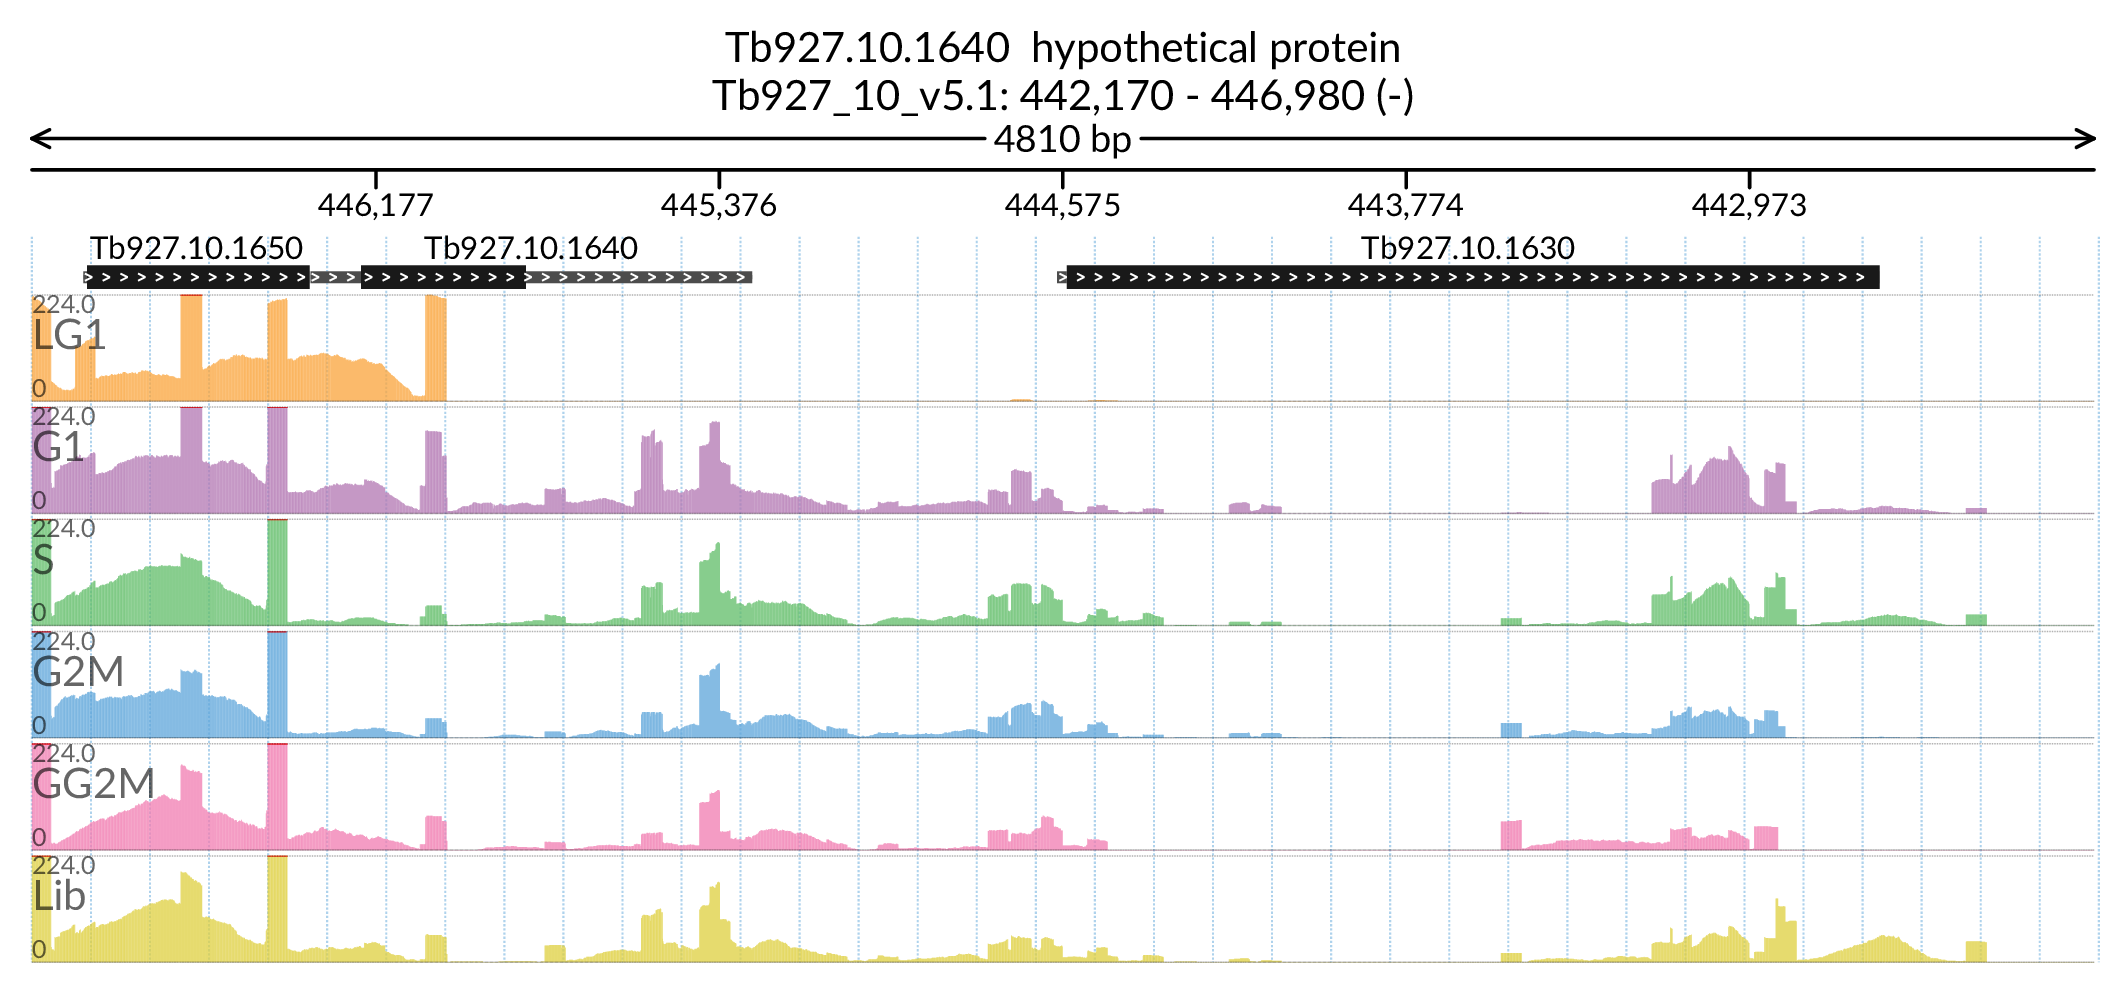 Tb927.10.1640  hypothetical protein
Tb927_10_v5.1: 442,170 - 446,980 (-)
4810 bp
446,177 445,376 444,575 443,774 442,973
Tb927.10.1650 Tb927.10.1640 Tb927.10.1630
224.0
LG1
0
224.0
G1
0
224.0
S
0
224.0
G2M
0
224.0
GG2M
0
224.0
Lib
0